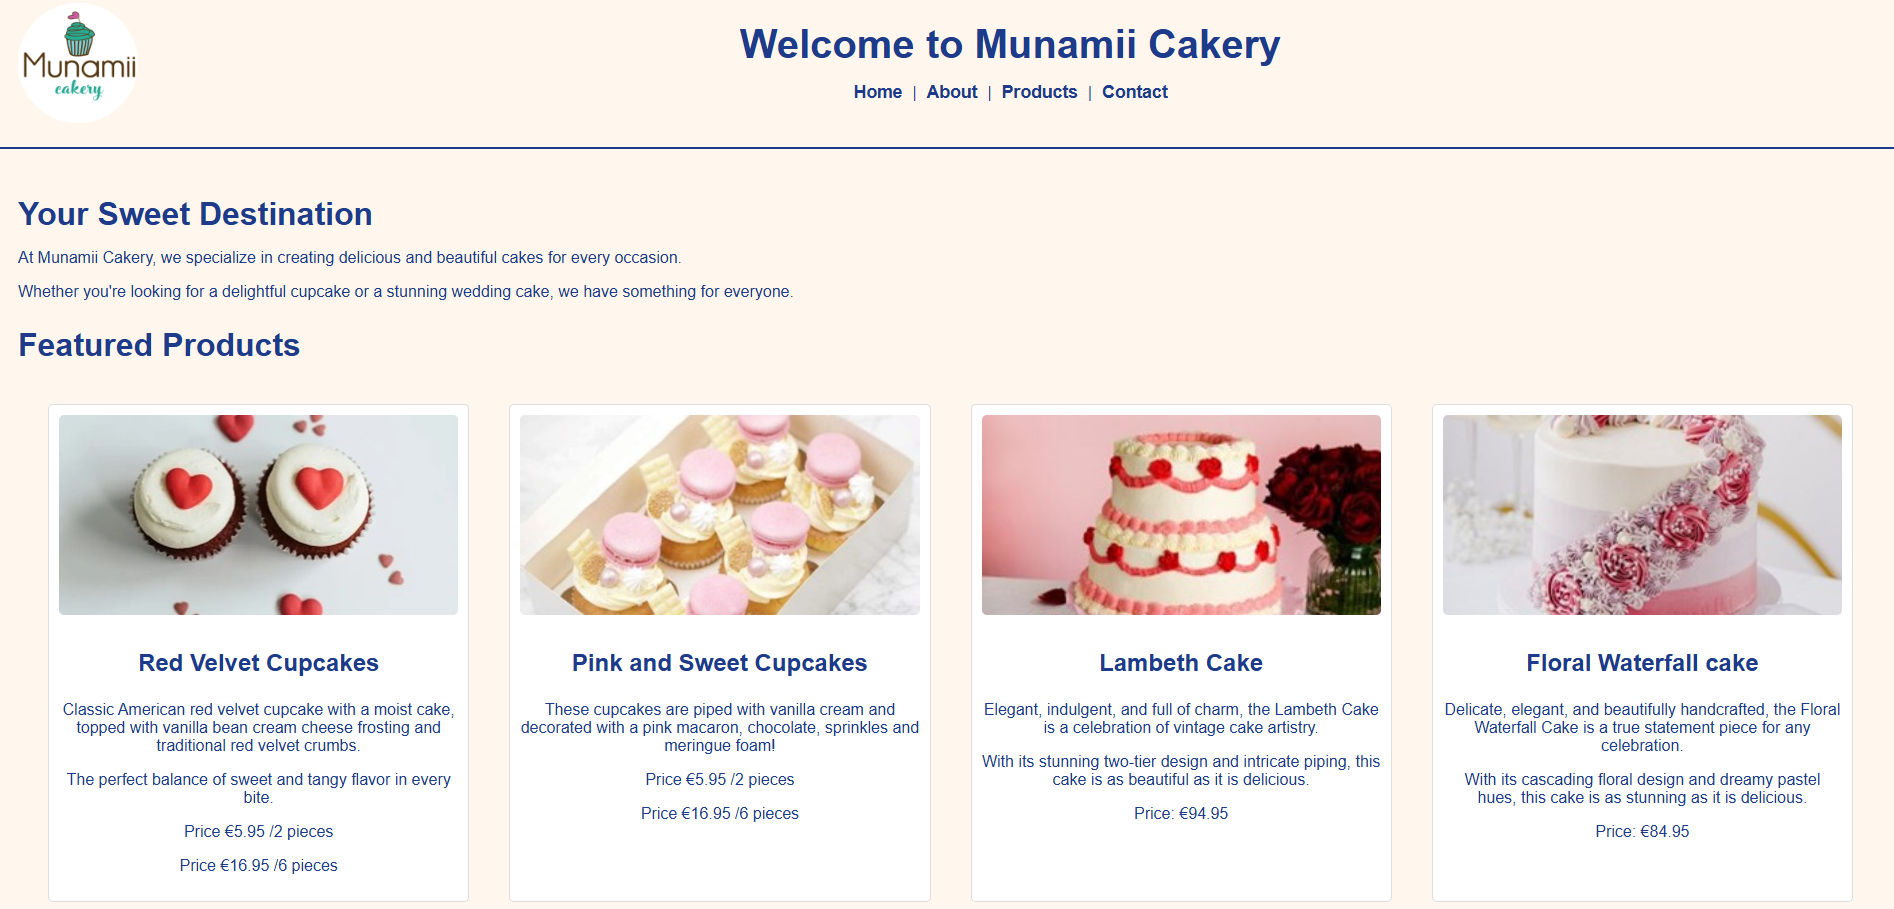 Munamii
cakery
Welcome to Munamii Cakery
Home | About | Products | Contact
Your Sweet Destination
At Munamii Cakery, we specialize in creating delicious and beautiful cakes for every occasion.
Whether you're looking for a delightful cupcake or a stunning wedding cake, we have something for everyone.
Featured Products
Red Velvet Cupcakes
Classic American red velvet cupcake with a moist cake,
topped with vanilla bean cream cheese frosting and
traditional red velvet crumbs.
The perfect balance of sweet and tangy flavor in every
bite.
Price €5.95 /2 pieces
Price €16.95 /6 pieces
Pink and Sweet Cupcakes
These cupcakes are piped with vanilla cream and
decorated with a pink macaron, chocolate, sprinkles and
meringue foam!
Price €5.95 /2 pieces
Price €16.95 /6 pieces
Lambeth Cake
Elegant, indulgent, and full of charm, the Lambeth Cake
is a celebration of vintage cake artistry.
With its stunning two-tier design and intricate piping, this
cake is as beautiful as it is delicious.
Price: €94.95
Floral Waterfall cake
Delicate, elegant, and beautifully handcrafted, the Floral
Waterfall Cake is a true statement piece for any
celebration.
With its cascading floral design and dreamy pastel
hues, this cake is as stunning as it is delicious.
Price: €84.95